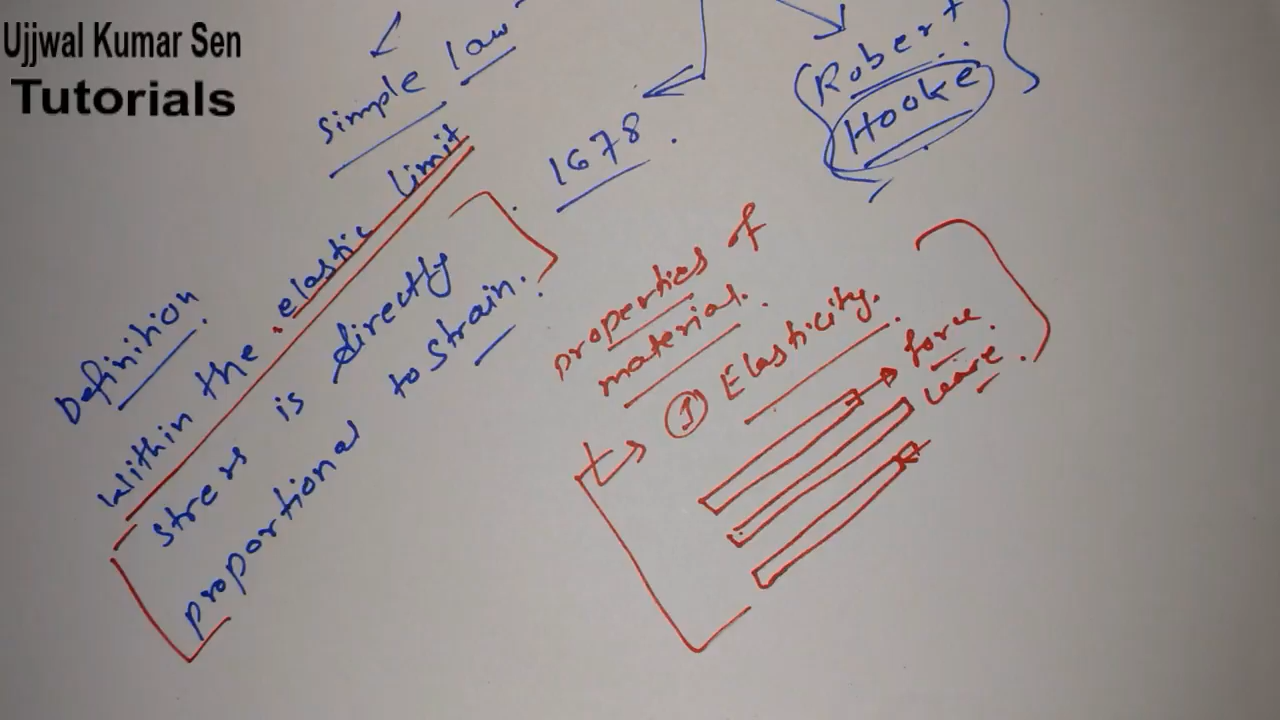 Ujjwal Kumar Sen
Tutorials
simple law
1678.
Robert
Hooke
Definition
Within the elastic limit
stress is directly
proportional to strain.
properties of
material.
① Elasticity.
force